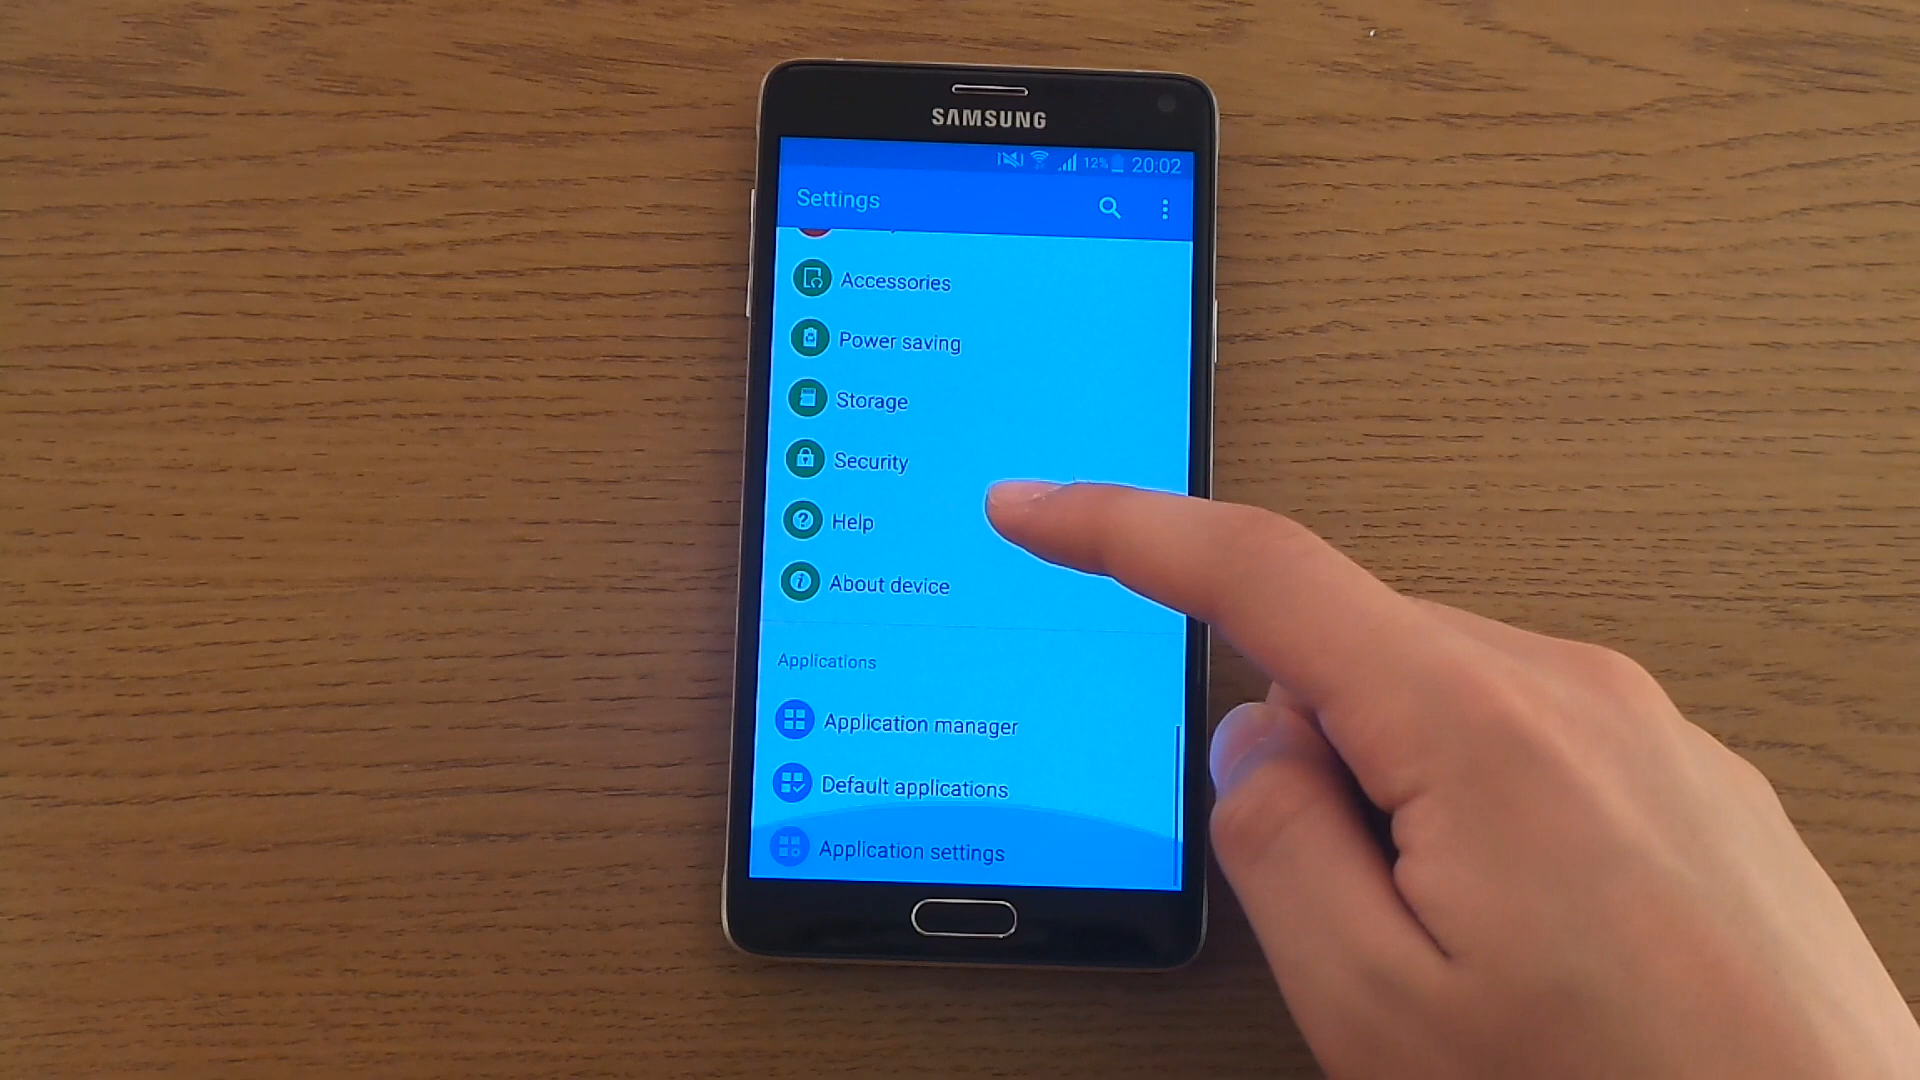 SAMSUNG
12% 20:02
Settings
Accessories
Power saving
Storage
Security
Help
About device
Applications
Application manager
Default applications
Application settings